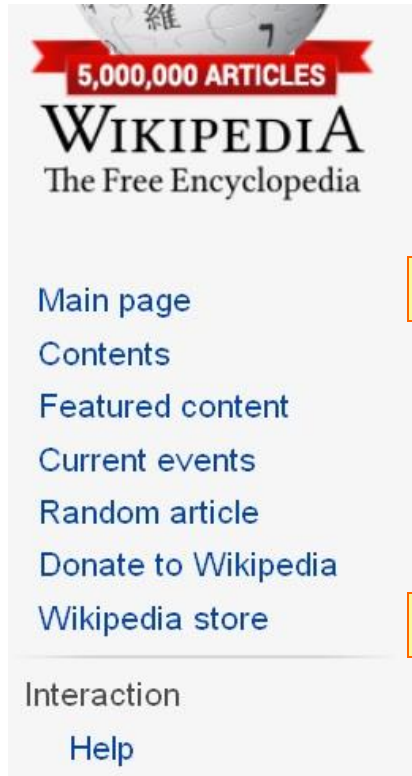 維
5,000,000 ARTICLES
WIKIPEDIA
The Free Encyclopedia
Main page
Contents
Featured content
Current events
Random article
Donate to Wikipedia
Wikipedia store
Interaction
Help